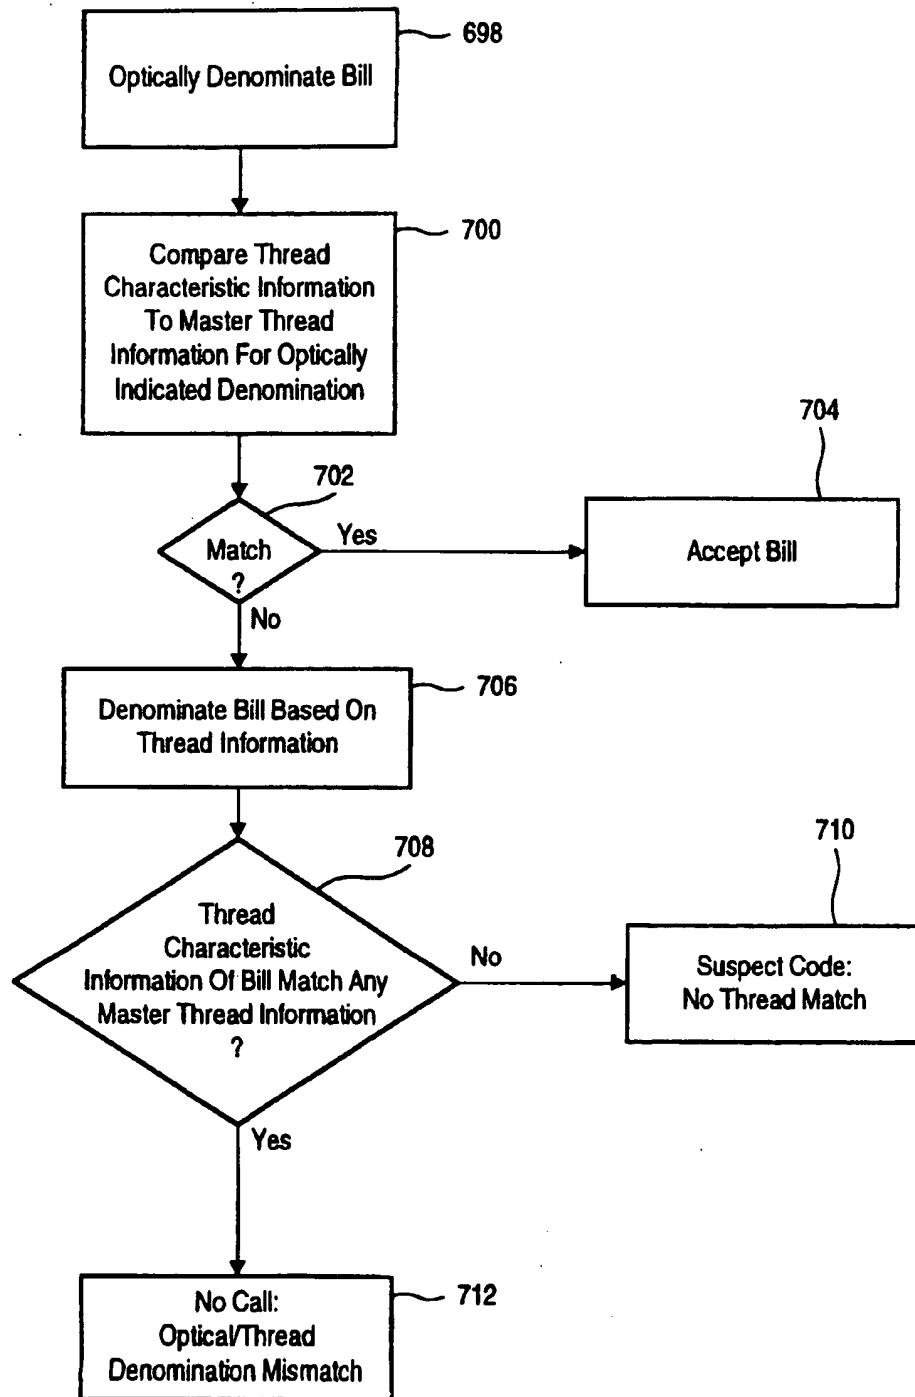 698
Optically Denominate Bill
700
Compare Thread
Characteristic Information
To Master Thread
Information For Optically
Indicated Denomination
704
702
Match
?
Yes
Accept Bill
No
706
Denominate Bill Based On
Thread Information
708
710
Thread
Characteristic
Information Of Bill Match Any
Master Thread Information
?
No
Suspect Code:
No Thread Match
Yes
712
No Call:
Optical/Thread
Denomination Mismatch